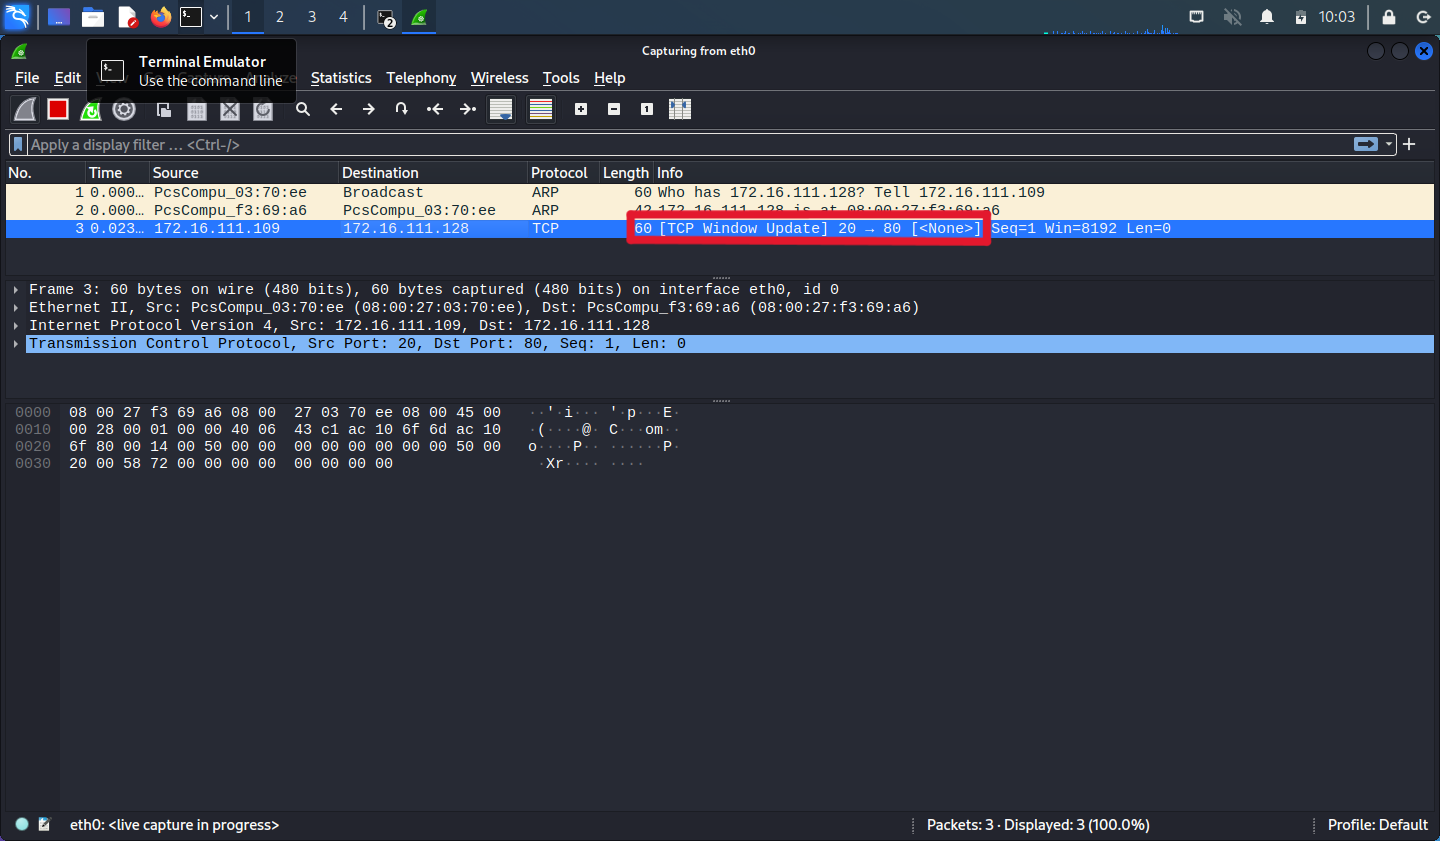 1 2 3 4 2 10:03
Capturing from eth0
Terminal Emulator
Use the command line
File Edit Statistics Telephony Wireless Tools Help
Apply a display filter … <Ctrl-/>
No. Time Source Destination Protocol Length Info
1 0.000… PcsCompu_03:70:ee Broadcast ARP 60 Who has 172.16.111.128? Tell 172.16.111.109
2 0.000… PcsCompu_f3:69:a6 PcsCompu_03:70:ee ARP 42 172.16.111.128 is at 08:00:27:f3:69:a6
3 0.023… 172.16.111.109 172.16.111.128 TCP 60 [TCP Window Update] 20 → 80 [<None>] Seq=1 Win=8192 Len=0
Frame 3: 60 bytes on wire (480 bits), 60 bytes captured (480 bits) on interface eth0, id 0
Ethernet II, Src: PcsCompu_03:70:ee (08:00:27:03:70:ee), Dst: PcsCompu_f3:69:a6 (08:00:27:f3:69:a6)
Internet Protocol Version 4, Src: 172.16.111.109, Dst: 172.16.111.128
Transmission Control Protocol, Src Port: 20, Dst Port: 80, Seq: 1, Len: 0
0000 08 00 27 f3 69 a6 08 00 27 03 70 ee 08 00 45 00 ··'·i··· '·p···E·
0010 00 28 00 01 00 00 40 06 43 c1 ac 10 6f 6d ac 10 ·(····@· C···om··
0020 6f 80 00 14 00 50 00 00 00 00 00 00 00 00 50 00 o····P·· ······P·
0030 20 00 58 72 00 00 00 00 00 00 00 00 ·Xr···· ····
eth0: <live capture in progress> Packets: 3 · Displayed: 3 (100.0%) Profile: Default